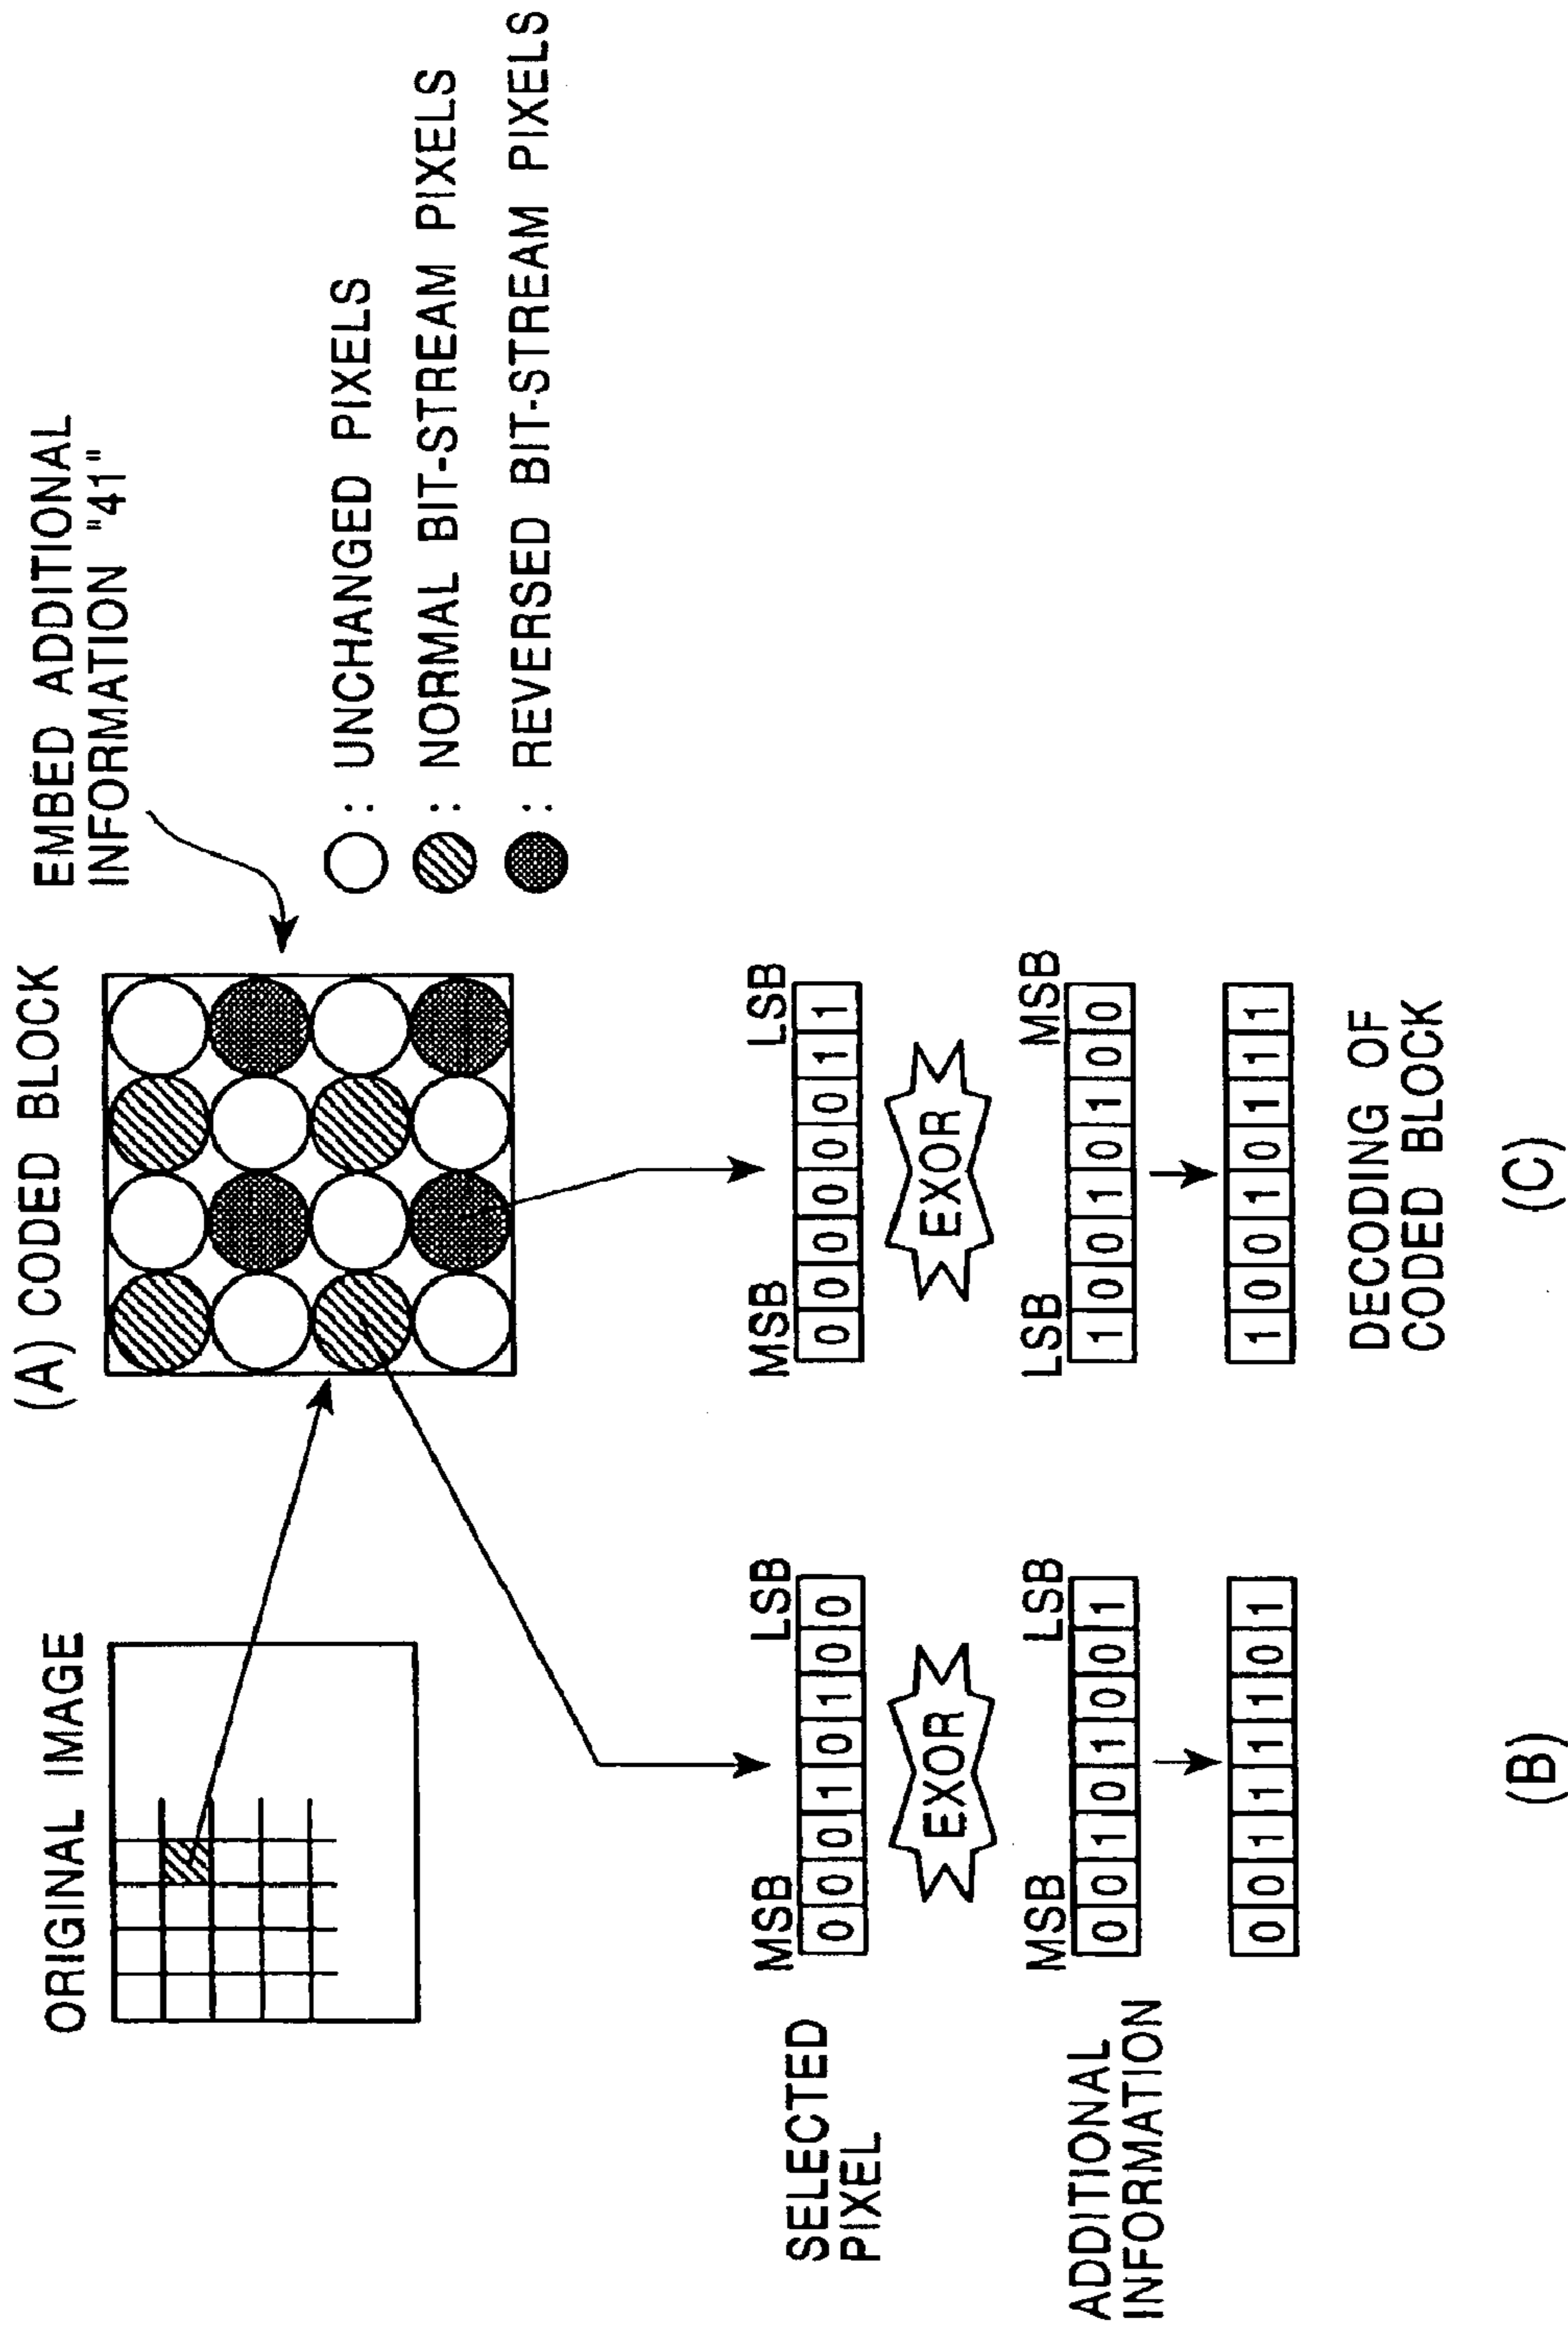 ORIGINAL IMAGE
(A) CODED BLOCK
EMBED ADDITIONAL
INFORMATION "41"
: UNCHANGED PIXELS
: NORMAL BIT-STREAM PIXELS
: REVERSED BIT-STREAM PIXELS
SELECTED
PIXEL
MSB LSB
0 0 0 1 0 1 0 0
EXOR
ADDITIONAL
INFORMATION
MSB LSB
0 0 1 0 1 0 0 1
0 0 1 1 1 1 0 1
(B)
MSB LSB
0 0 0 0 0 0 1 1
EXOR
LSB MSB
1 0 0 1 0 1 0 0
1 0 0 1 0 1 1 1
DECODING OF
CODED BLOCK
(C)